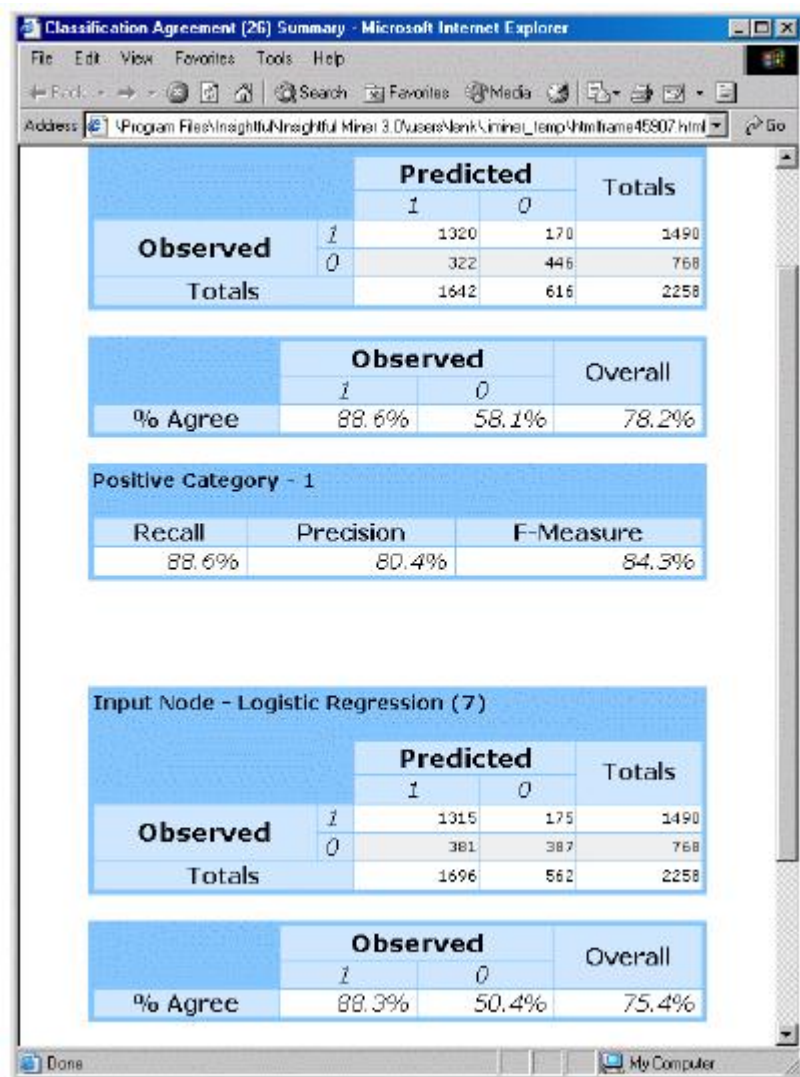 Classification Agreement (26) Summary - Microsoft Internet Explorer
File Edit View Favorites Tools Help
Back Search Favorites Media
Address \Program Files\Insightful\Insightful Miner 3.0\users\lenk\iminer_temp\htmlframe45907.html Go
Predicted Totals
1 0
Observed 1 1320 170 1490
0 322 446 768
Totals 1642 616 2258
Observed Overall
1 0
% Agree 88.6% 58.1% 78.2%
Positive Category - 1
Recall Precision F-Measure
88.6% 80.4% 84.3%
Input Node - Logistic Regression (7)
Predicted Totals
1 0
Observed 1 1315 175 1490
0 381 387 768
Totals 1696 562 2258
Observed Overall
1 0
% Agree 88.3% 50.4% 75.4%
Done My Computer